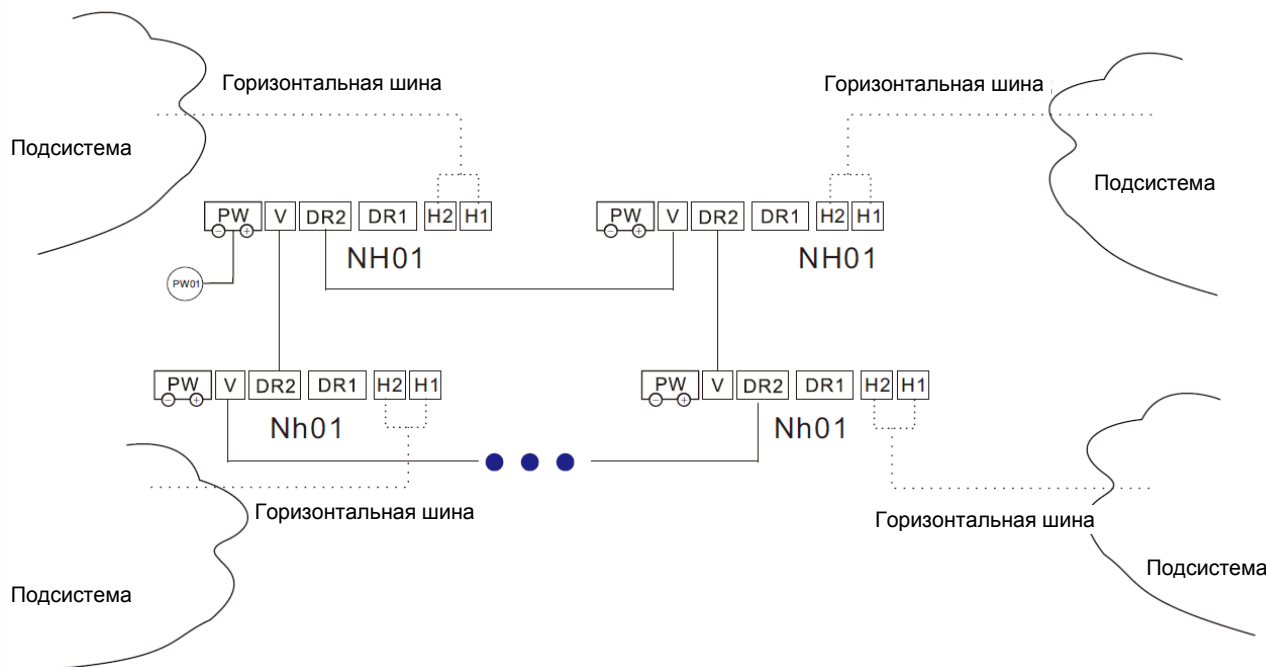 Горизонтальная шина
Горизонтальная шина
Подсистема
Подсистема
PW V DR2 DR1 H2 H1
PW V DR2 DR1 H2 H1
NH01
NH01
PW01
PW V DR2 DR1 H2 H1
PW V DR2 DR1 H2 H1
Nh01
Nh01
Горизонтальная шина
Горизонтальная шина
Подсистема
Подсистема